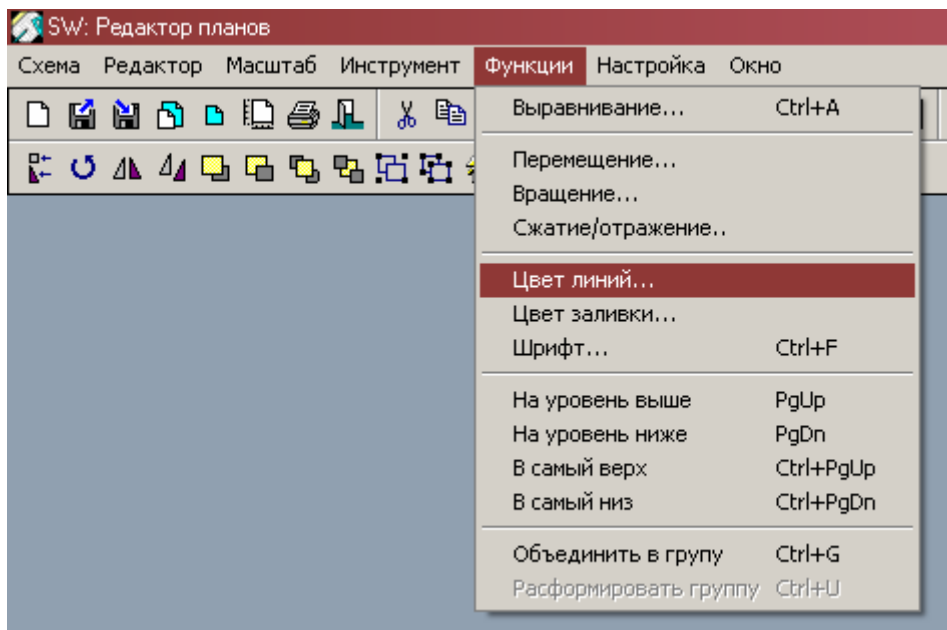 SW: Редактор планов
Схема Редактор Масштаб Инструмент Функции Настройка Окно
Выравнивание... Ctrl+A
Перемещение...
Вращение...
Сжатие/отражение..
Цвет линий...
Цвет заливки...
Шрифт... Ctrl+F
На уровень выше PgUp
На уровень ниже PgDn
В самый верх Ctrl+PgUp
В самый низ Ctrl+PgDn
Объединить в групу Ctrl+G
Расформировать группу Ctrl+U